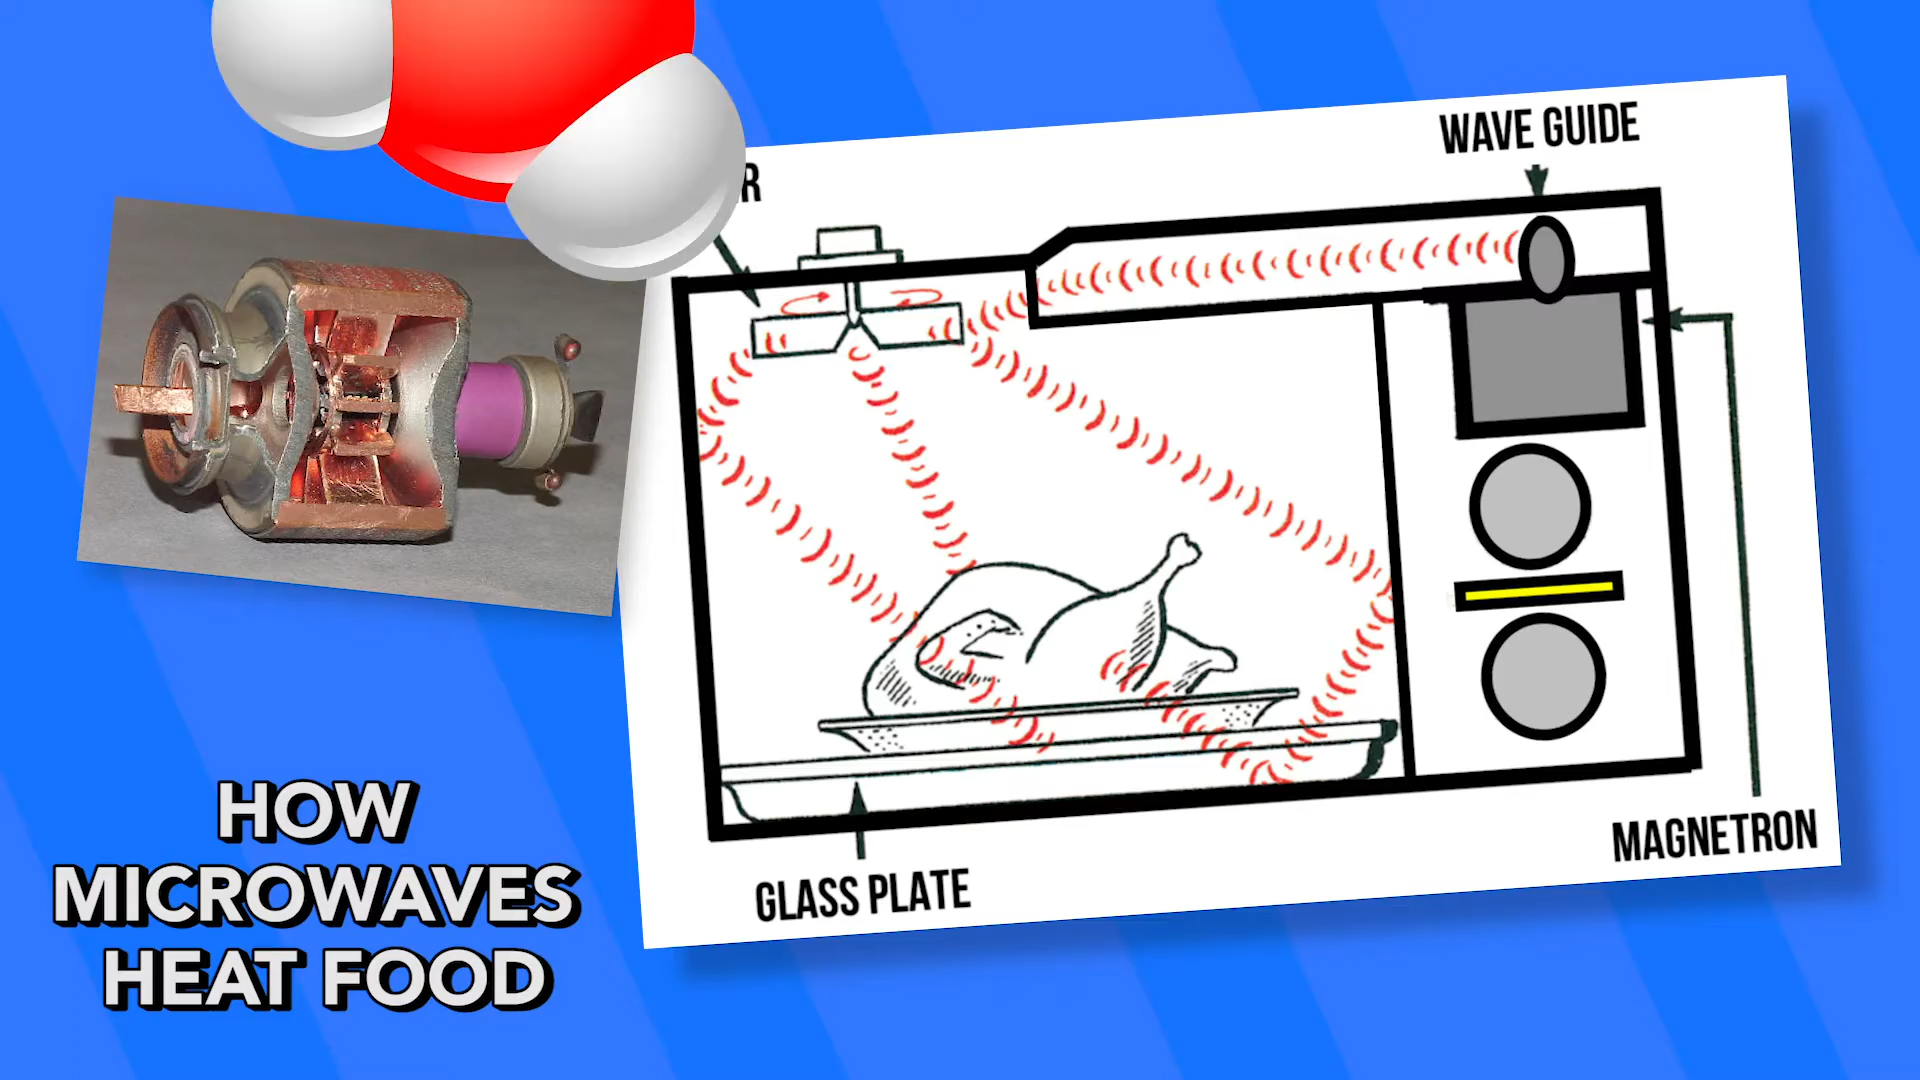 WAVE GUIDE
R
MAGNETRON
GLASS PLATE
HOW
MICROWAVES
HEAT FOOD